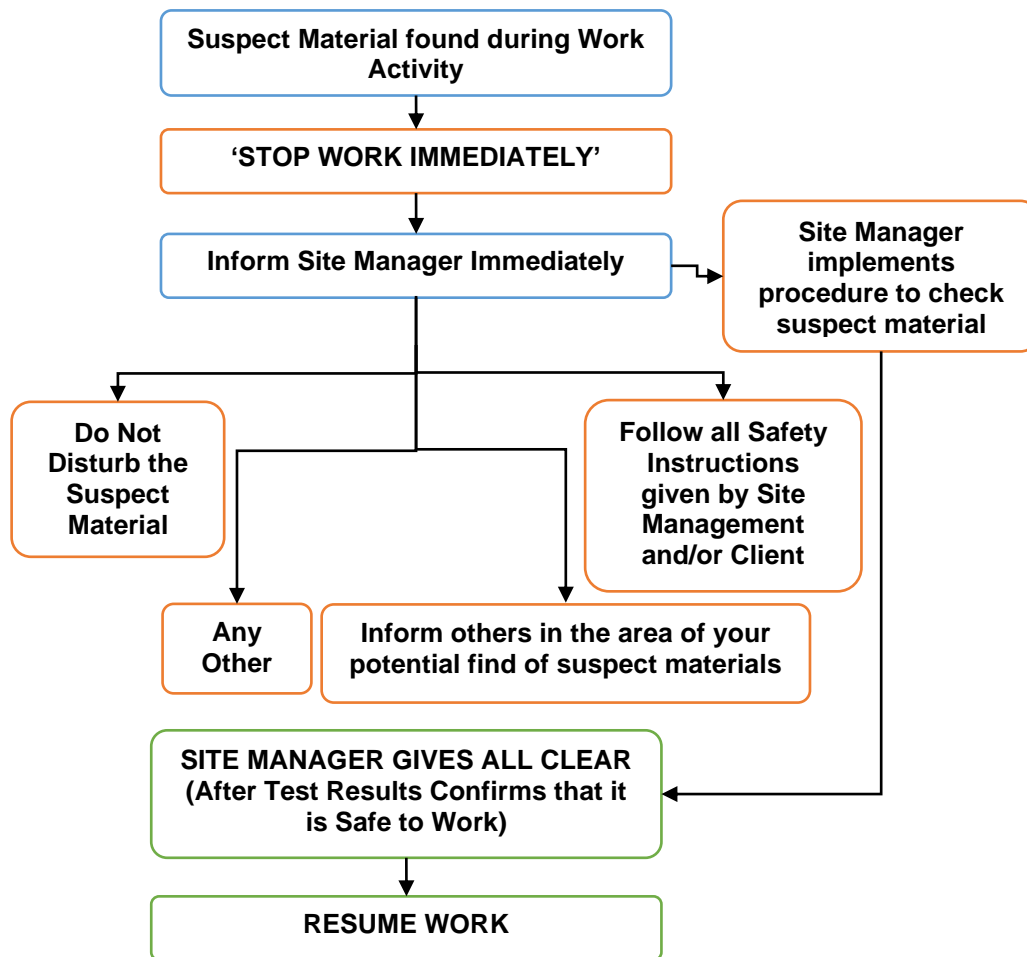 Suspect Material found during Work
Activity
‘STOP WORK IMMEDIATELY’
Inform Site Manager Immediately
Site Manager
implements
procedure to check
suspect material
Do Not
Disturb the
Suspect
Material
Follow all Safety
Instructions
given by Site
Management
and/or Client
Any
Other
Inform others in the area of your
potential find of suspect materials
SITE MANAGER GIVES ALL CLEAR
(After Test Results Confirms that it
is Safe to Work)
RESUME WORK